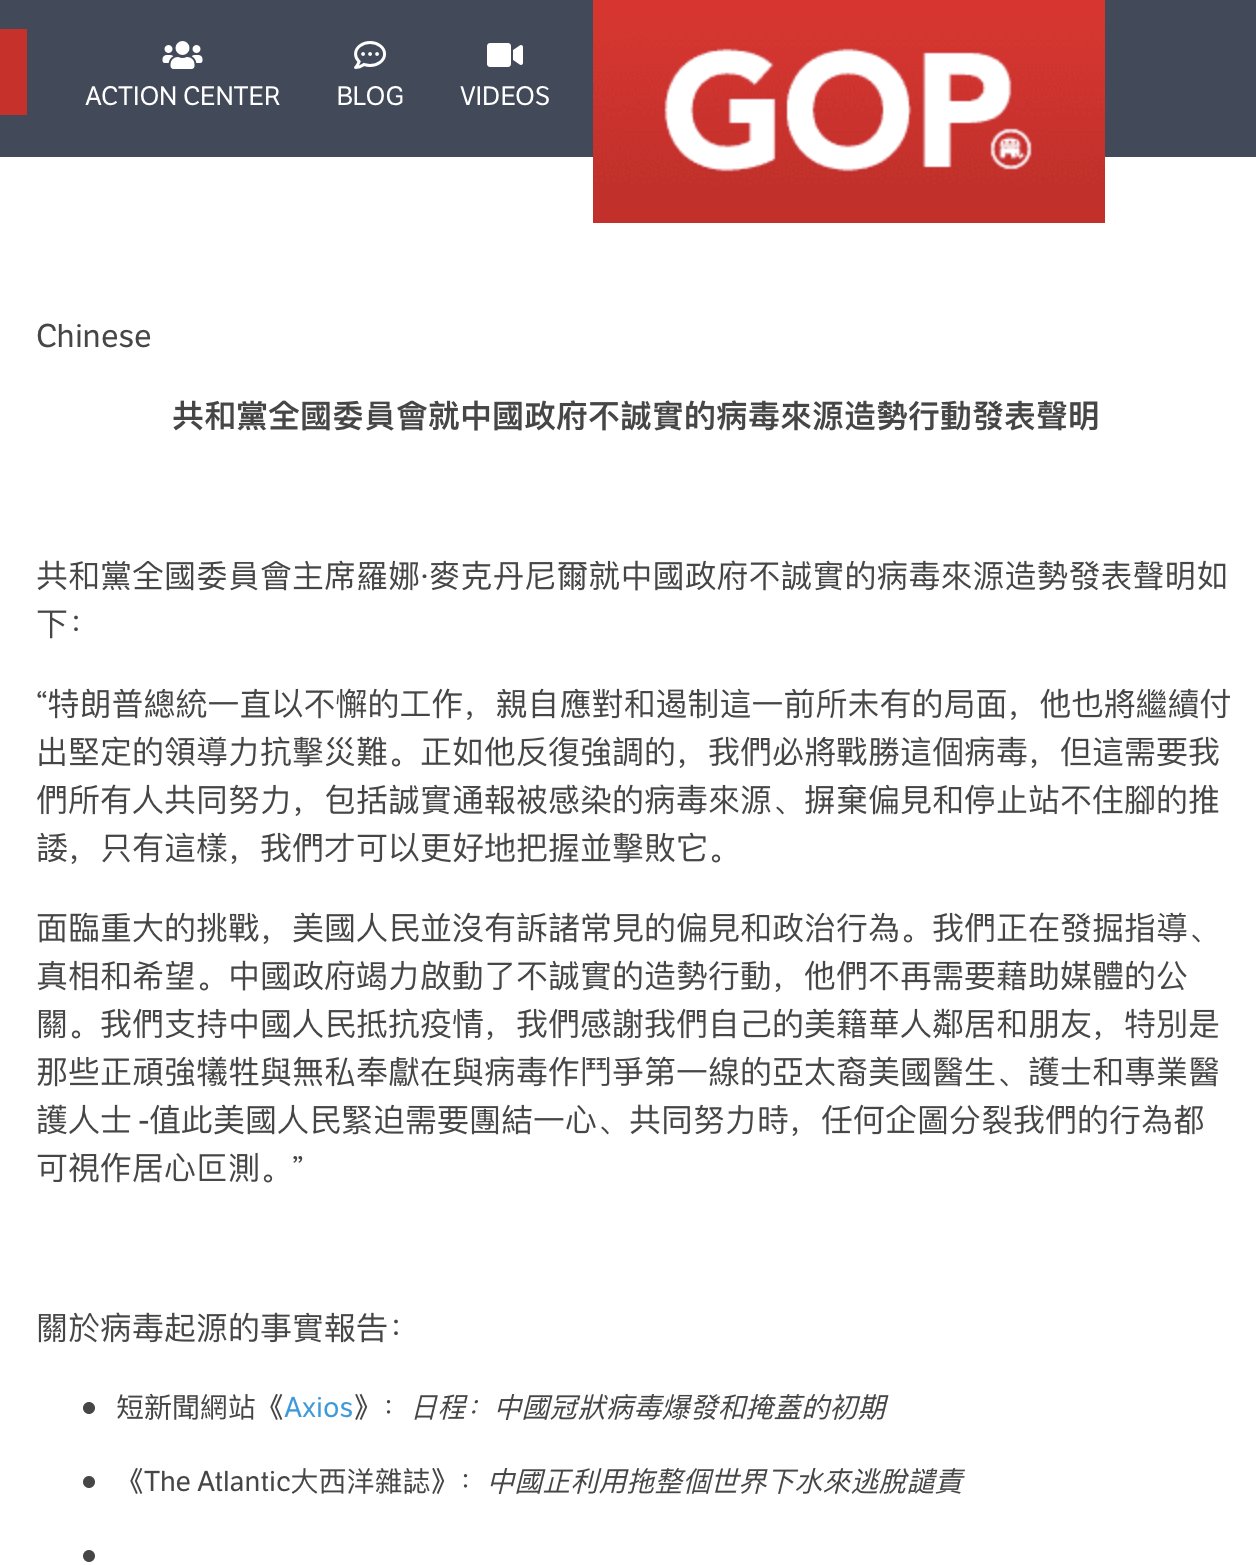 ACTION CENTER
BLOG
VIDEOS
GOP
Chinese
共和黨全國委員會就中國政府不誠實的病毒來源造勢行動發表聲明
共和黨全國委員會主席羅娜·麥克丹尼爾就中國政府不誠實的病毒來源造勢發表聲明如
下：
“特朗普總統一直以不懈的工作，親自應對和遏制這一前所未有的局面，他也將繼續付
出堅定的領導力抗擊災難。正如他反復強調的，我們必將戰勝這個病毒，但這需要我
們所有人共同努力，包括誠實通報被感染的病毒來源、摒棄偏見和停止站不住腳的推
諉，只有這樣，我們才可以更好地把握並擊敗它。
面臨重大的挑戰，美國人民並沒有訴諸常見的偏見和政治行為。我們正在發掘指導、
真相和希望。中國政府竭力啟動了不誠實的造勢行動，他們不再需要藉助媒體的公
關。我們支持中國人民抵抗疫情，我們感謝我們自己的美籍華人鄰居和朋友，特別是
那些正頑強犧牲與無私奉獻在與病毒作鬥爭第一線的亞太裔美國醫生、護士和專業醫
護人士 -值此美國人民緊迫需要團結一心、共同努力時，任何企圖分裂我們的行為都
可視作居心叵測。”
關於病毒起源的事實報告：
短新聞網站《Axios》：日程：中國冠狀病毒爆發和掩蓋的初期
《The Atlantic大西洋雜誌》：中國正利用拖整個世界下水來逃脫譴責